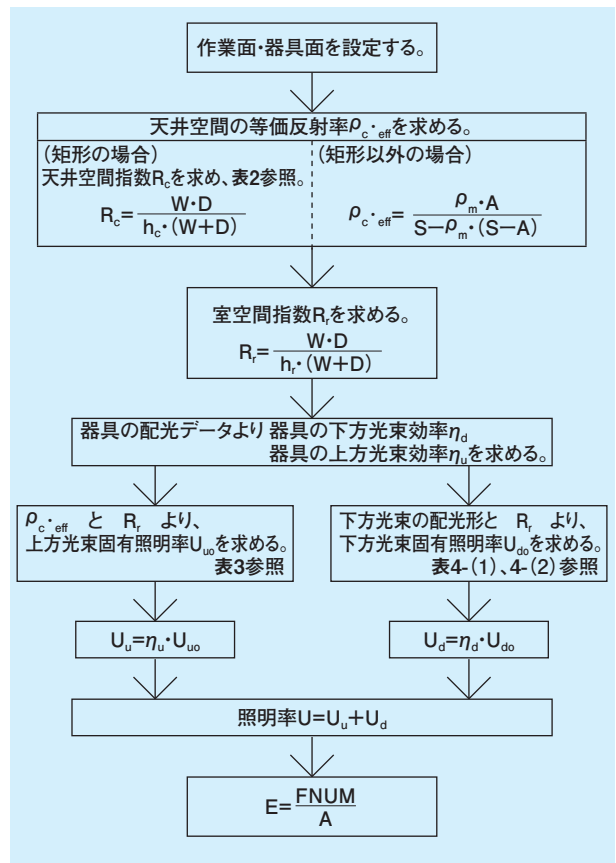 作業面・器具面を設定する。
天井空間の等価反射率ρc・effを求める。
(矩形の場合)
天井空間指数Rcを求め、表2参照。
Rc=W・D/hc・(W+D)
(矩形以外の場合)
ρc・eff=ρm・A/S−ρm・(S−A)
室空間指数Rrを求める。
Rr=W・D/hr・(W+D)
器具の配光データより 器具の下方光束効率ηd
器具の上方光束効率ηuを求める。
ρc・eff と Rr より、
上方光束固有照明率Uuoを求める。
表3参照
下方光束の配光形と Rr より、
下方光束固有照明率Udoを求める。
表4-(1)、4-(2)参照
Uu=ηu・Uuo
Ud=ηd・Udo
照明率U=Uu+Ud
E=FNUM/A